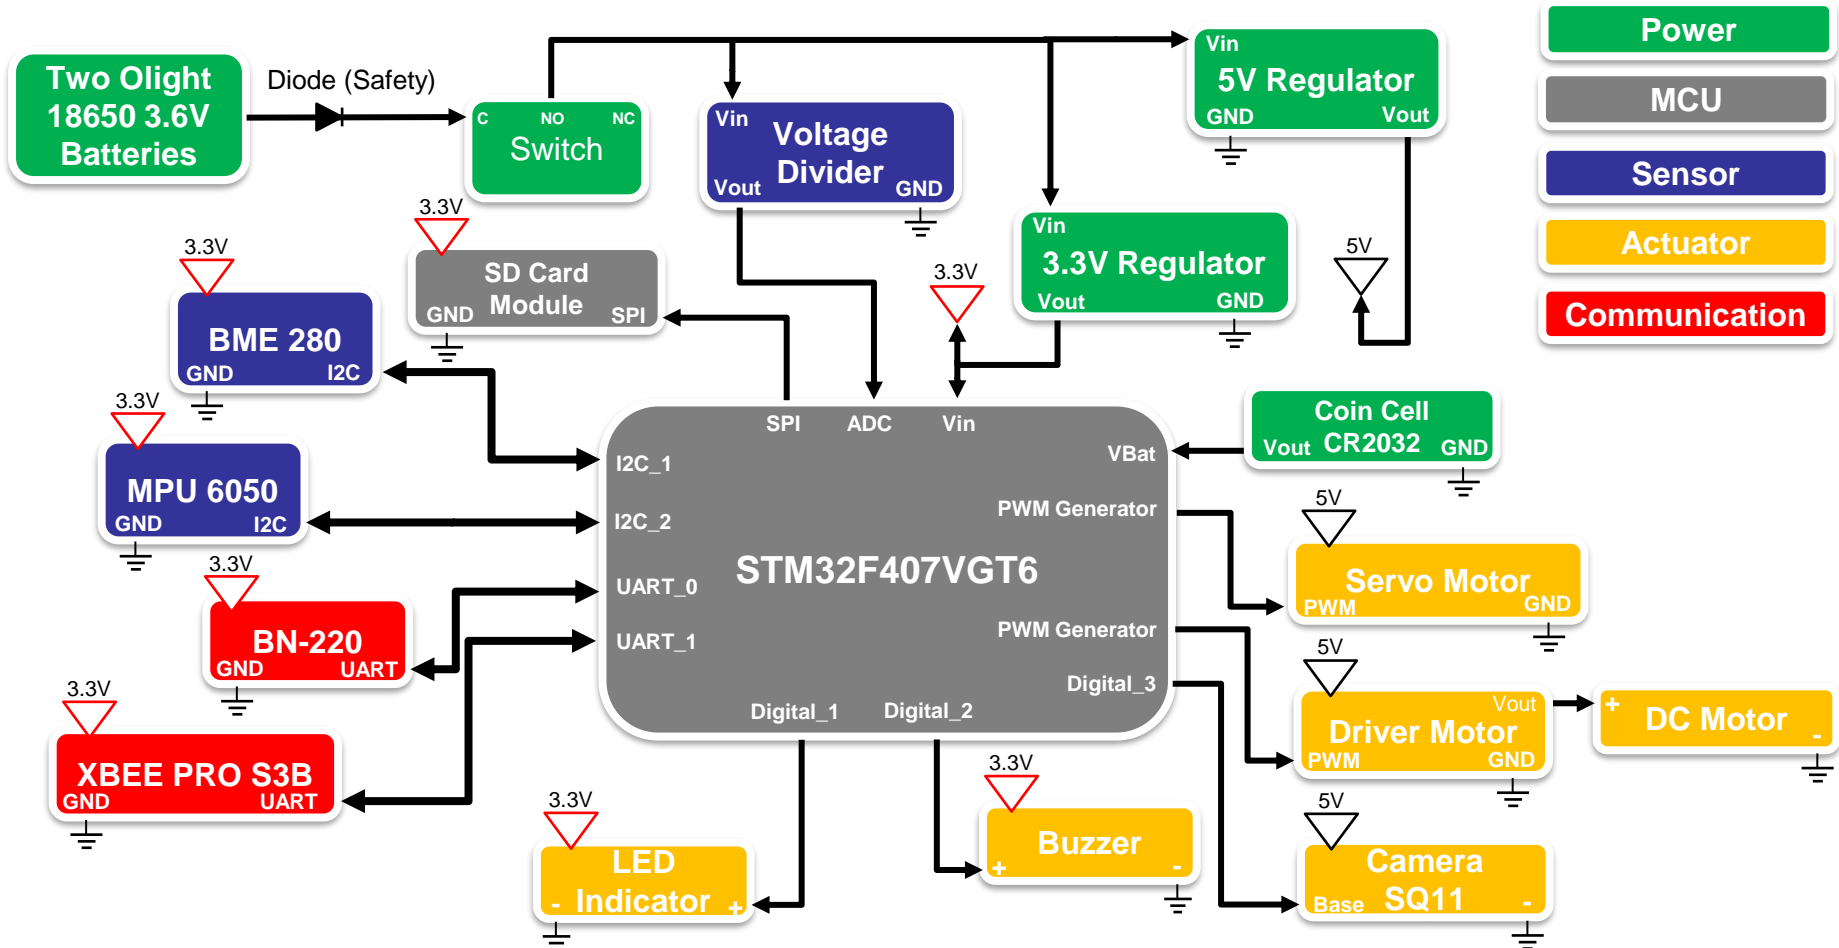 Two Olight
18650 3.6V
Batteries
Diode (Safety)
C NO NC
Switch
Vin
Voltage
Divider
Vout GND
Vin
5V Regulator
GND Vout
Vin
3.3V Regulator
Vout GND
Power
MCU
Sensor
Actuator
Communication
3.3V
SD Card
Module
GND SPI
3.3V
BME 280
GND I2C
3.3V
MPU 6050
GND I2C
3.3V
BN-220
GND UART
3.3V
XBEE PRO S3B
GND UART
3.3V
5V
SPI ADC Vin
VBat
I2C_1
PWM Generator
I2C_2
STM32F407VGT6
UART_0
PWM Generator
UART_1
Digital_3
Digital_1 Digital_2
Coin Cell
Vout CR2032 GND
5V
Servo Motor
PWM GND
5V
Vout
Driver Motor
PWM GND
+ DC Motor -
5V
Camera
Base SQ11 -
3.3V
Buzzer
+ -
3.3V
LED
- Indicator +